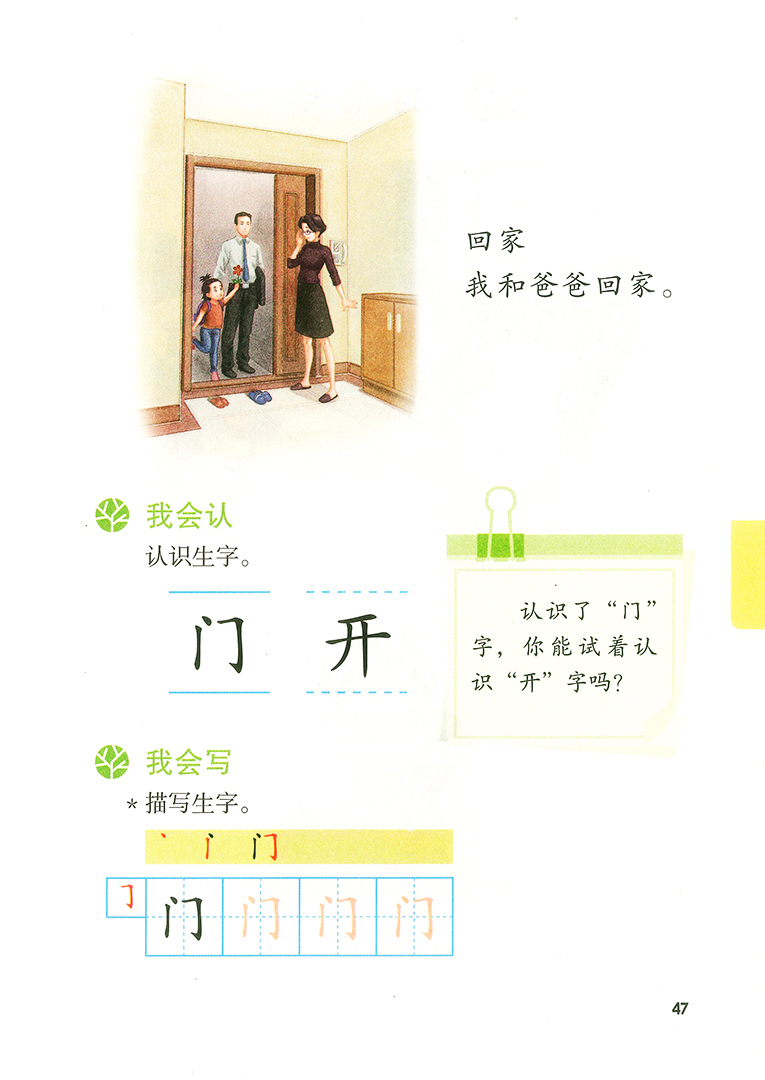 回家
我和爸爸回家。
我会认
认识生字。
门 开
认识了“门”
字，你能试着认
识“开”字吗？
我会写
*描写生字。
丶 丨 门
𠃌 门 门 门 门
47